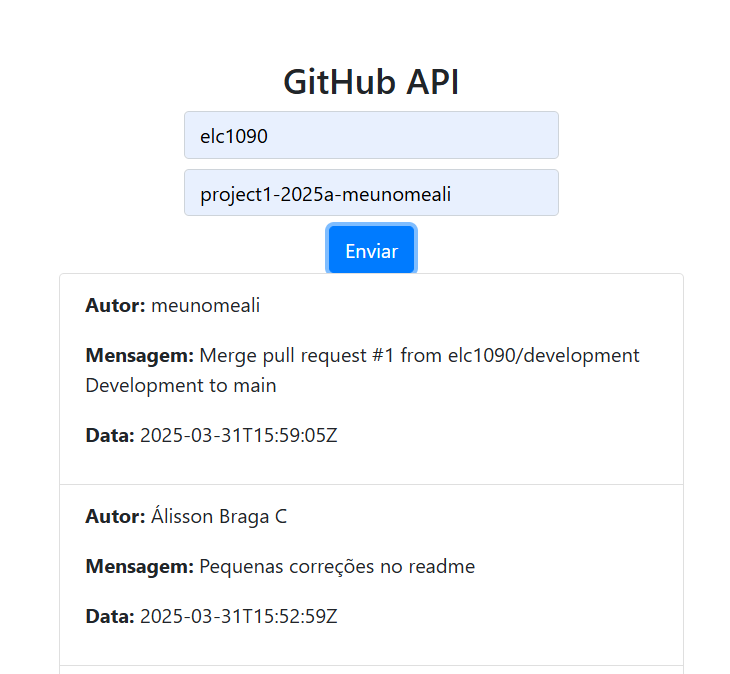 GitHub API
elc1090
project1-2025a-meunomeali
Enviar
Autor: meunomeali
Mensagem: Merge pull request #1 from elc1090/development
Development to main
Data: 2025-03-31T15:59:05Z
Autor: Álisson Braga C
Mensagem: Pequenas correções no readme
Data: 2025-03-31T15:52:59Z